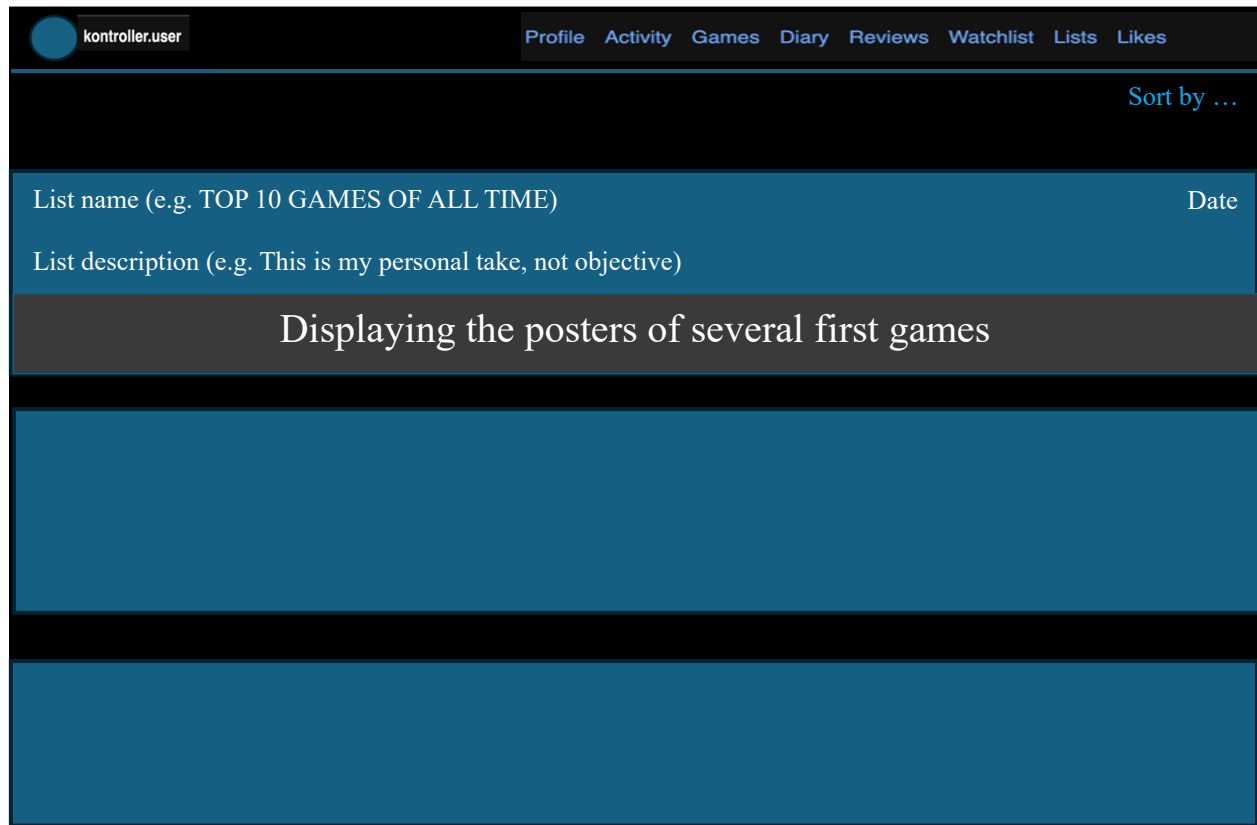 kontroller.user
Profile Activity Games Diary Reviews Watchlist Lists Likes
Sort by …
List name (e.g. TOP 10 GAMES OF ALL TIME)
Date
List description (e.g. This is my personal take, not objective)
Displaying the posters of several first games